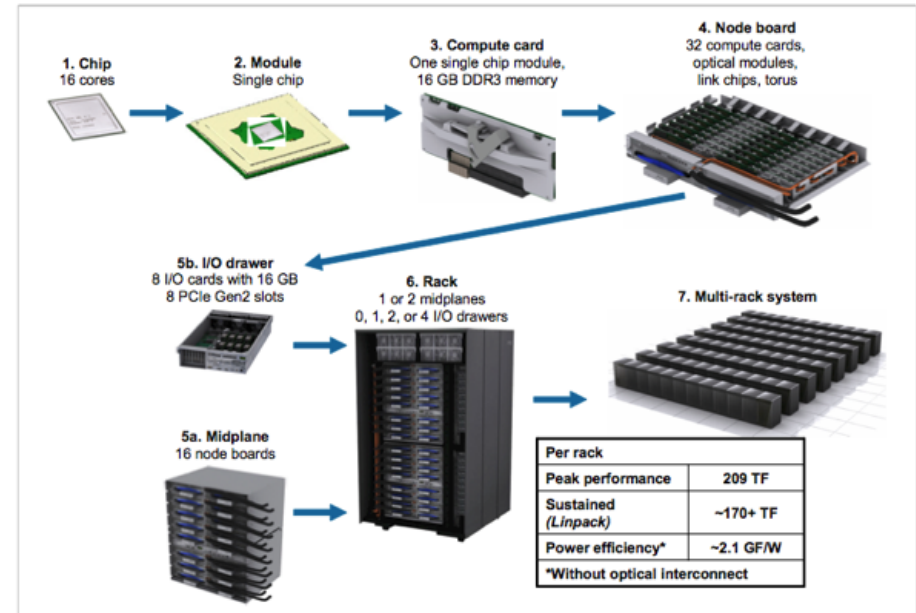 1. Chip
16 cores
2. Module
Single chip
3. Compute card
One single chip module,
16 GB DDR3 memory
4. Node board
32 compute cards,
optical modules,
link chips, torus
5b. I/O drawer
8 I/O cards with 16 GB
8 PCIe Gen2 slots
6. Rack
1 or 2 midplanes
0, 1, 2, or 4 I/O drawers
7. Multi-rack system
5a. Midplane
16 node boards
Per rack
Peak performance 209 TF
Sustained
(Linpack) ~170+ TF
Power efficiency* ~2.1 GF/W
*Without optical interconnect